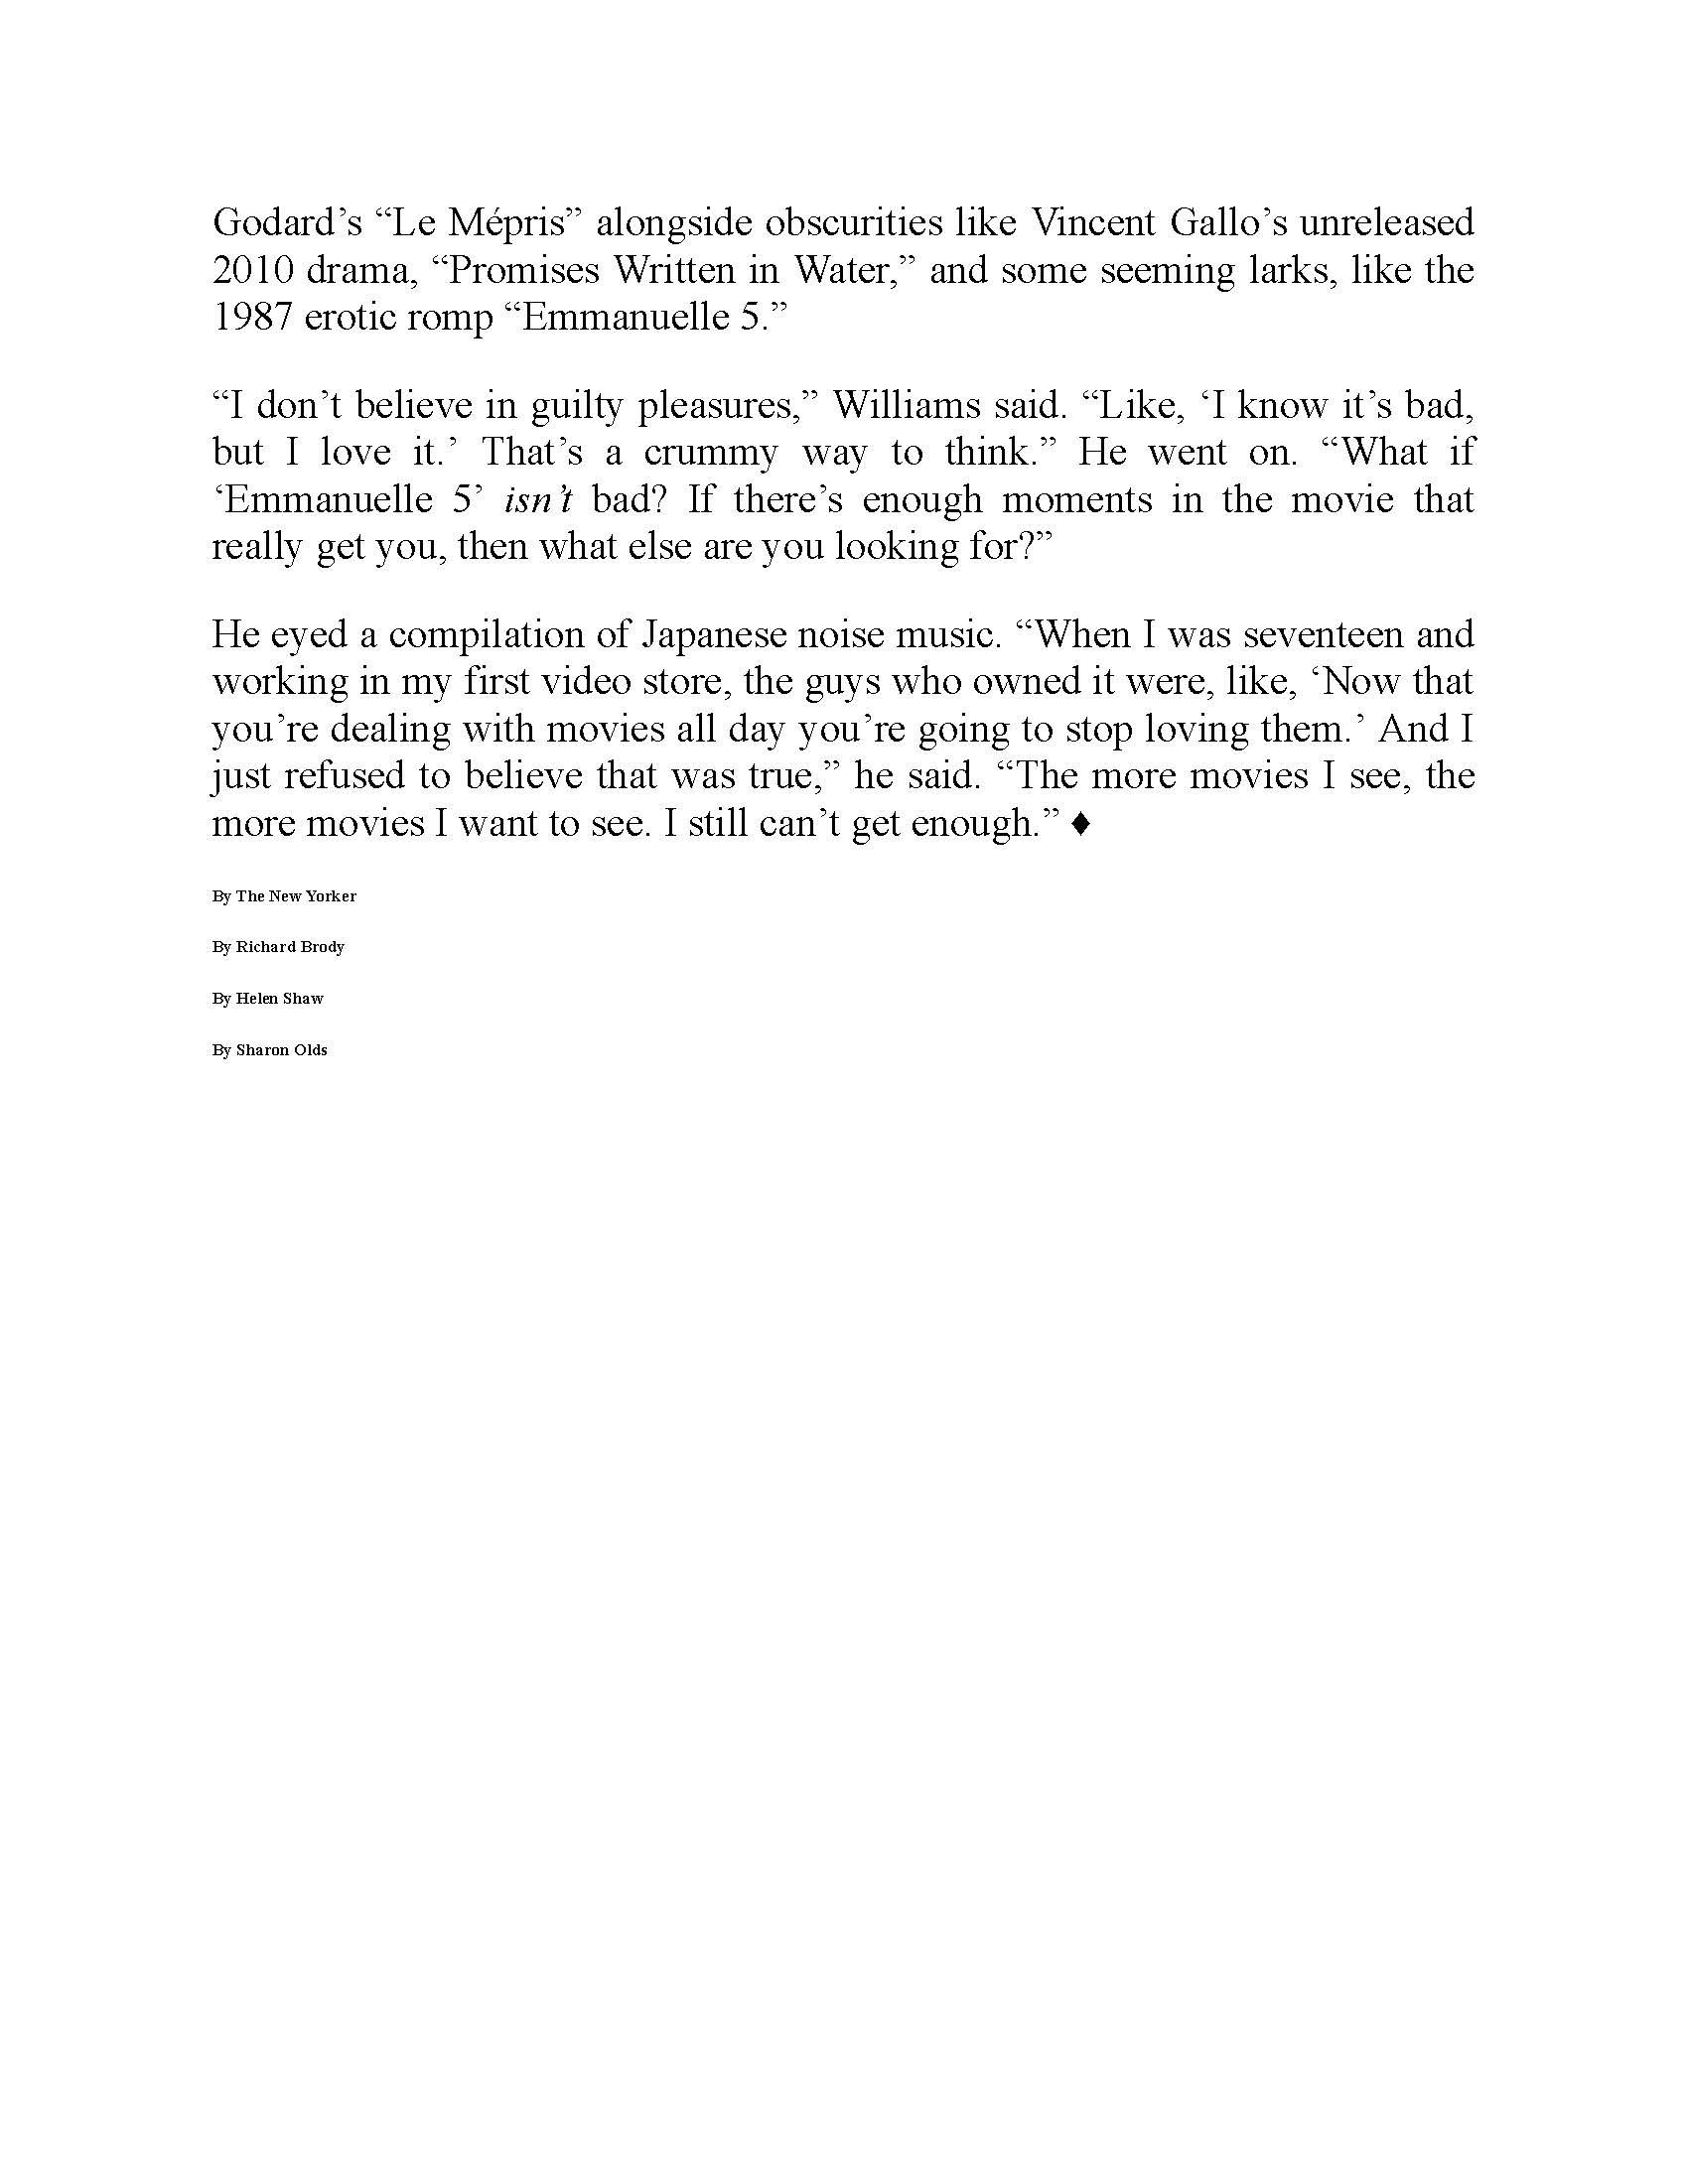 Godard’s “Le Mépris” alongside obscurities like Vincent Gallo’s unreleased
2010 drama, “Promises Written in Water,” and some seeming larks, like the
1987 erotic romp “Emmanuelle 5.”
“I don’t believe in guilty pleasures,” Williams said. “Like, ‘I know it’s bad,
but I love it.’ That’s a crummy way to think.” He went on. “What if
‘Emmanuelle 5’ isn’t bad? If there’s enough moments in the movie that
really get you, then what else are you looking for?”
He eyed a compilation of Japanese noise music. “When I was seventeen and
working in my first video store, the guys who owned it were, like, ‘Now that
you’re dealing with movies all day you’re going to stop loving them.’ And I
just refused to believe that was true,” he said. “The more movies I see, the
more movies I want to see. I still can’t get enough.” ♦
By The New Yorker
By Richard Brody
By Helen Shaw
By Sharon Olds